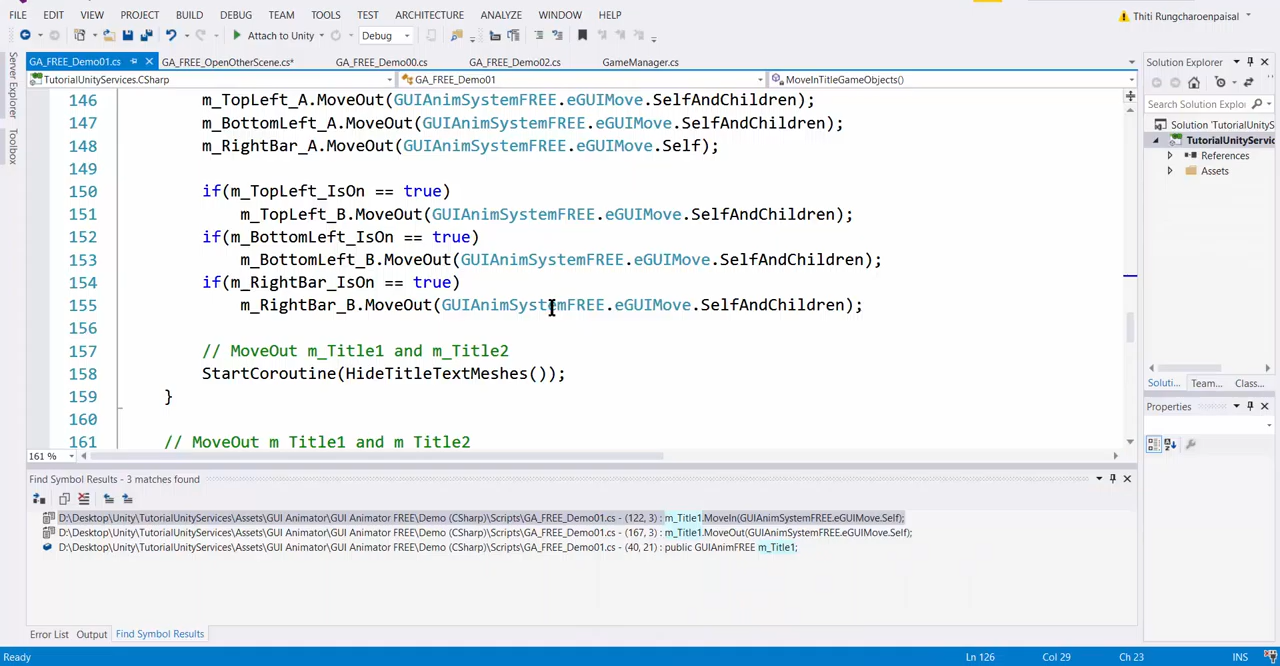 FILE EDIT VIEW PROJECT BUILD DEBUG TEAM TOOLS TEST ARCHITECTURE ANALYZE WINDOW HELP
Thiti Rungcharoenpaisal
Attach to Unity Debug
GA_FREE_Demo01.cs GA_FREE_OpenOtherScene.cs* GA_FREE_Demo00.cs GA_FREE_Demo02.cs GameManager.cs
TutorialUnityServices.CSharp GA_FREE_Demo01 MoveInTitleGameObjects()
Server Explorer
Toolbox
146 m_TopLeft_A.MoveOut(GUIAnimSystemFREE.eGUIMove.SelfAndChildren);
147 m_BottomLeft_A.MoveOut(GUIAnimSystemFREE.eGUIMove.SelfAndChildren);
148 m_RightBar_A.MoveOut(GUIAnimSystemFREE.eGUIMove.Self);
149
150 if(m_TopLeft_IsOn == true)
151 m_TopLeft_B.MoveOut(GUIAnimSystemFREE.eGUIMove.SelfAndChildren);
152 if(m_BottomLeft_IsOn == true)
153 m_BottomLeft_B.MoveOut(GUIAnimSystemFREE.eGUIMove.SelfAndChildren);
154 if(m_RightBar_IsOn == true)
155 m_RightBar_B.MoveOut(GUIAnimSystemFREE.eGUIMove.SelfAndChildren);
156
157 // MoveOut m_Title1 and m_Title2
158 StartCoroutine(HideTitleTextMeshes());
159 }
160
161 // MoveOut m_Title1 and m_Title2
161 %
Solution Explorer
Search Solution Explo
Solution 'TutorialUnityS
TutorialUnityServic
References
Assets
Soluti... Team... Class...
Properties
Find Symbol Results - 3 matches found
D:\Desktop\Unity\TutorialUnityServices\Assets\GUI Animator\GUI Animator FREE\Demo (CSharp)\Scripts\GA_FREE_Demo01.cs - (122, 3) : m_Title1.MoveIn(GUIAnimSystemFREE.eGUIMove.Self);
D:\Desktop\Unity\TutorialUnityServices\Assets\GUI Animator\GUI Animator FREE\Demo (CSharp)\Scripts\GA_FREE_Demo01.cs - (167, 3) : m_Title1.MoveOut(GUIAnimSystemFREE.eGUIMove.Self);
D:\Desktop\Unity\TutorialUnityServices\Assets\GUI Animator\GUI Animator FREE\Demo (CSharp)\Scripts\GA_FREE_Demo01.cs - (40, 21) : public GUIAnimFREE m_Title1;
Error List Output Find Symbol Results
Ready Ln 126 Col 29 Ch 23 INS